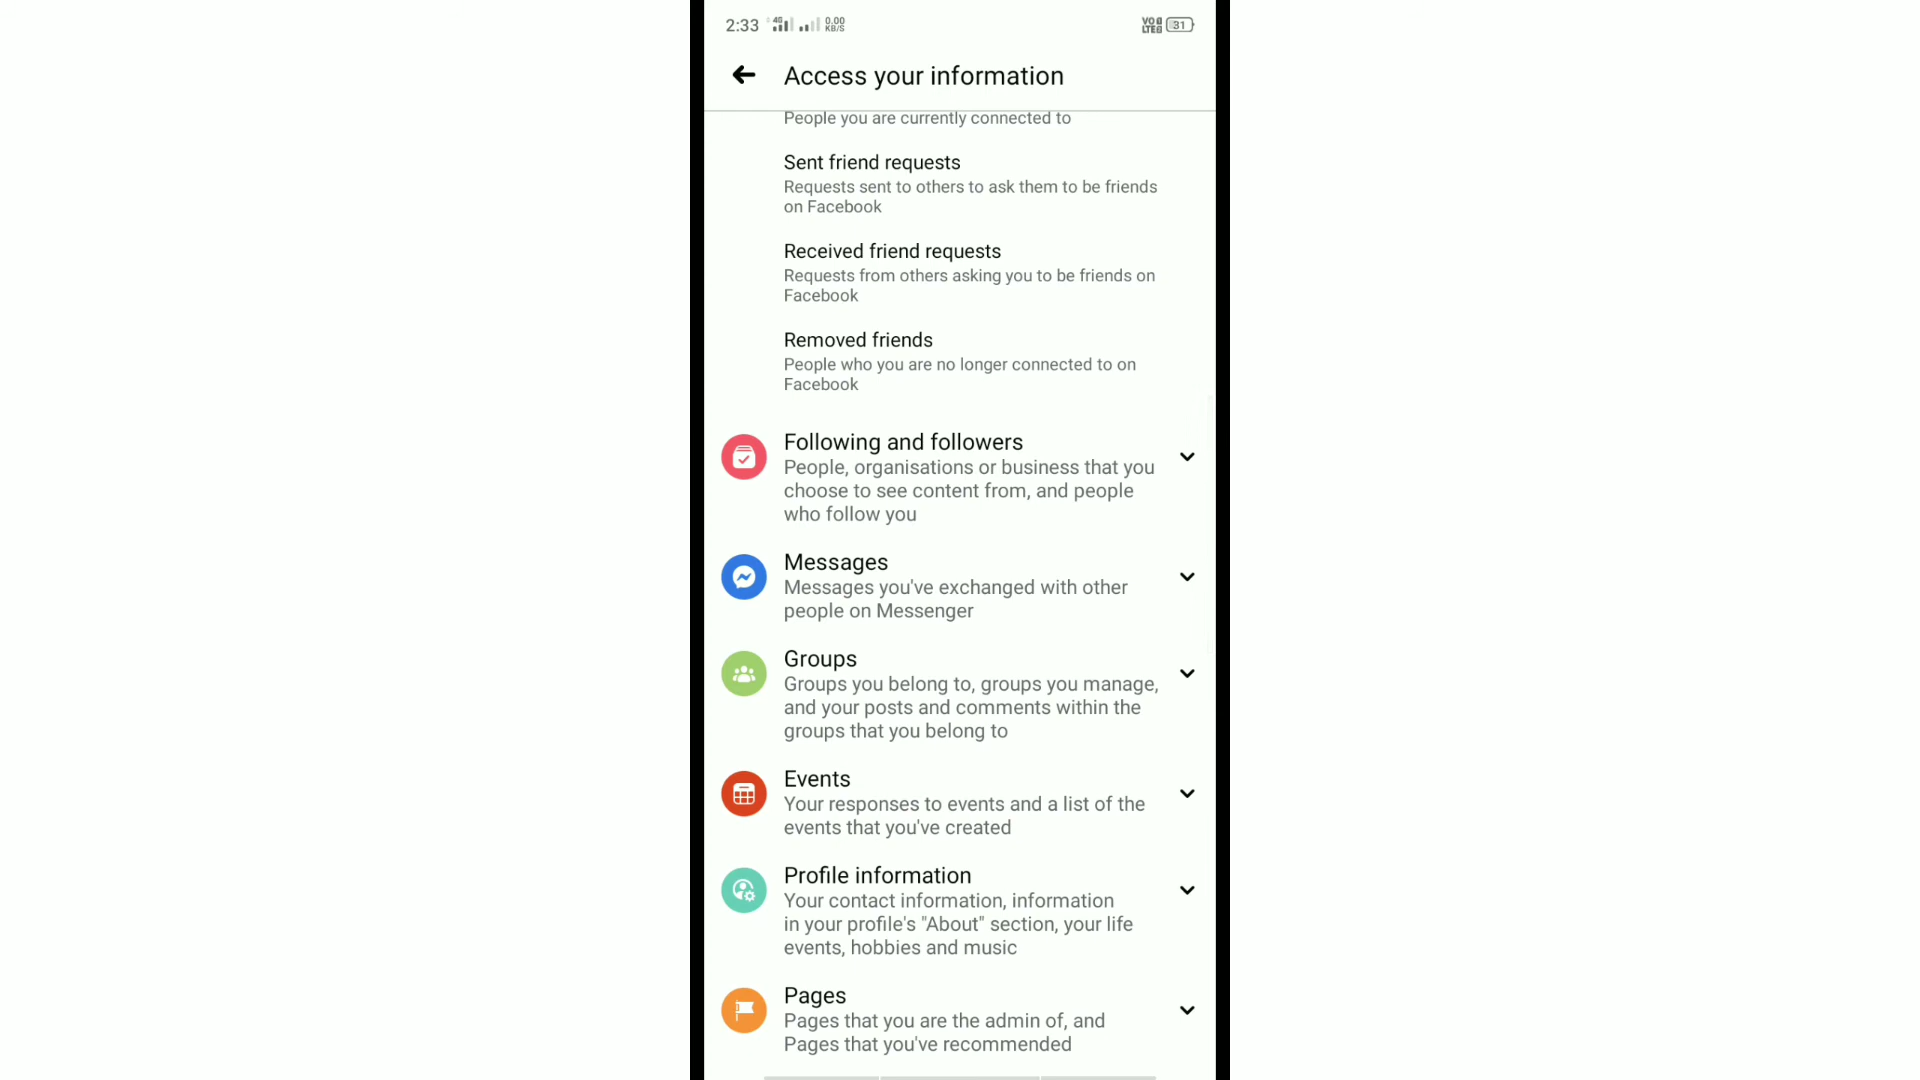 2:33 4G 0.00 KB/S VO LTE 31
Access your information
People you are currently connected to
Sent friend requests
Requests sent to others to ask them to be friends
on Facebook
Received friend requests
Requests from others asking you to be friends on
Facebook
Removed friends
People who you are no longer connected to on
Facebook
Following and followers
People, organisations or business that you
choose to see content from, and people
who follow you
Messages
Messages you've exchanged with other
people on Messenger
Groups
Groups you belong to, groups you manage,
and your posts and comments within the
groups that you belong to
Events
Your responses to events and a list of the
events that you've created
Profile information
Your contact information, information
in your profile's "About" section, your life
events, hobbies and music
Pages
Pages that you are the admin of, and
Pages that you've recommended